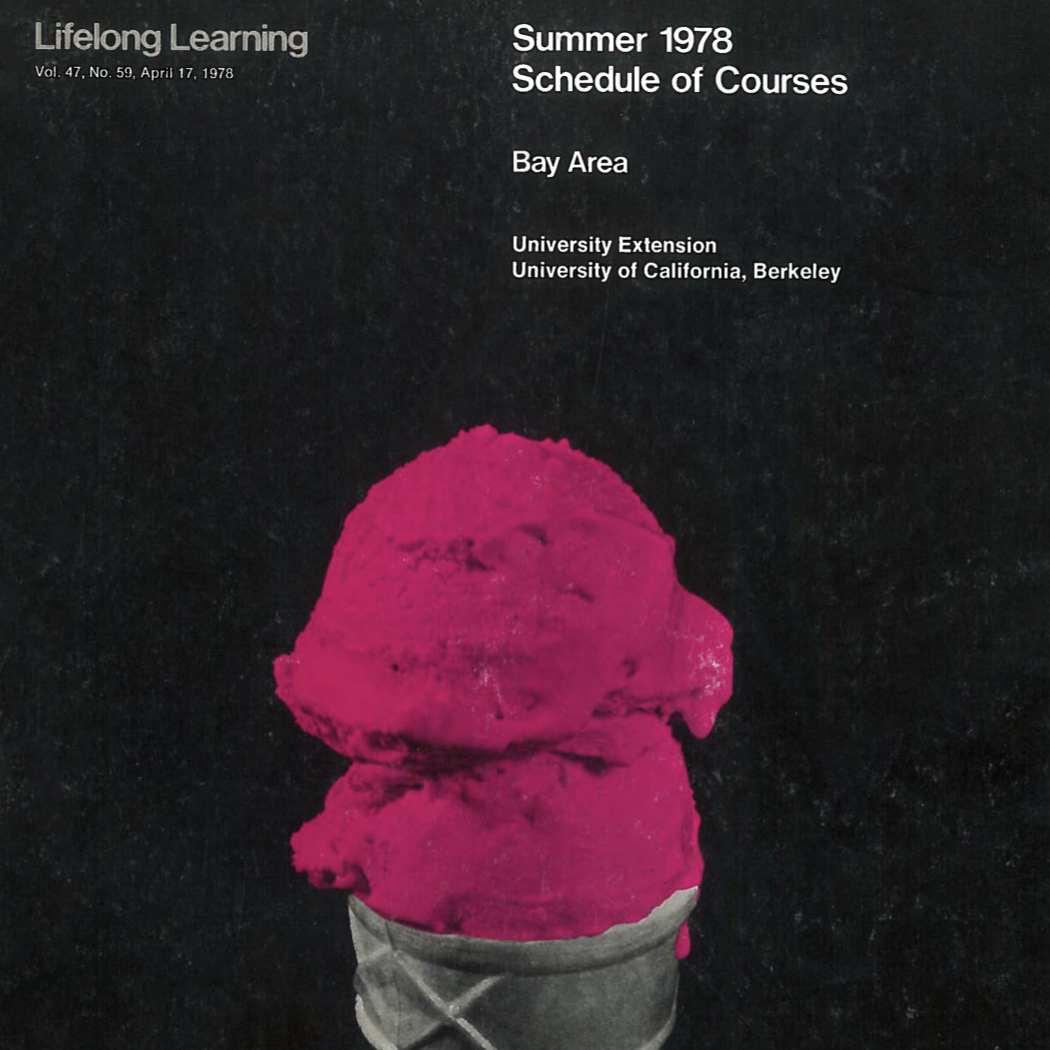 Lifelong Learning
Vol. 47, No. 59, April 17, 1978
Summer 1978
Schedule of Courses
Bay Area
University Extension
University of California, Berkeley